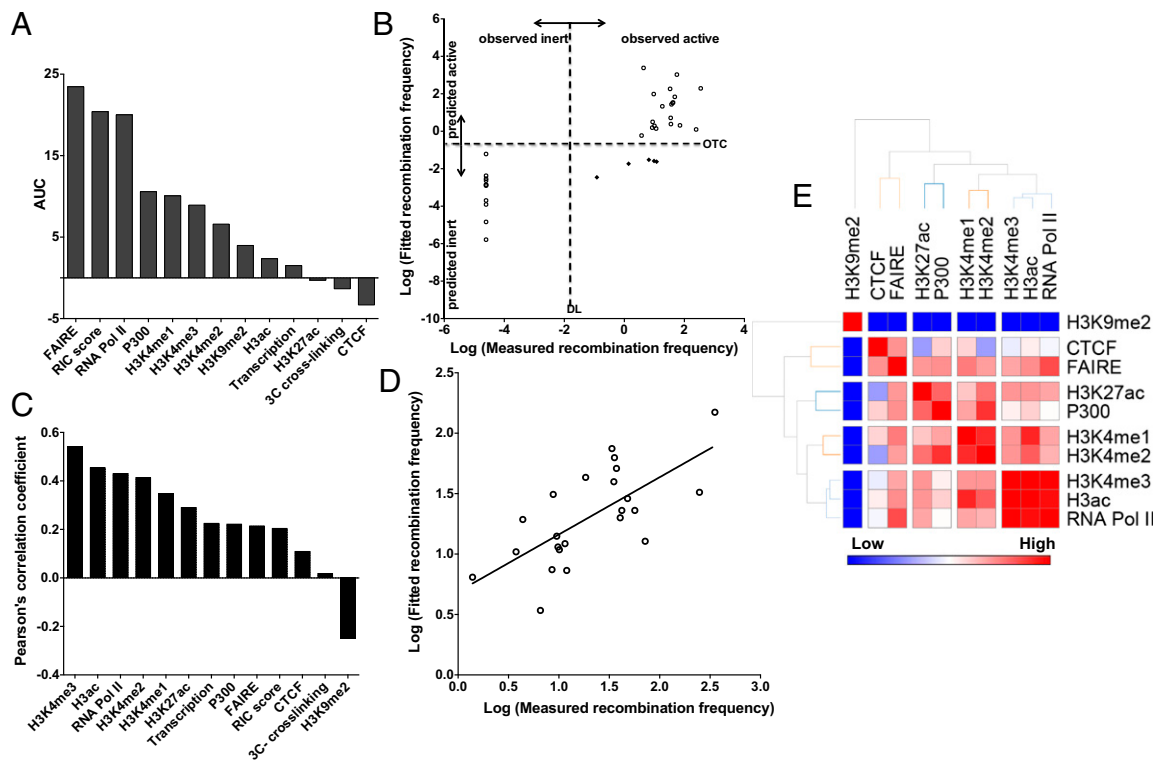 A
25
15
5
-5
AUC
FAIRE
RIC score
RNA Pol II
P300
H3K4me1
H3K4me3
H3K4me2
H3K9me2
H3ac
Transcription
H3K27ac
3C crosslinking
CTCF
B
6
4
2
0
-2
-4
-6
-8
-10
-6
-4
-2
0
2
4
observed inert
observed active
predicted active
predicted inert
OTC
DL
Log (Fitted recombination frequency)
Log (Measured recombination frequency)
C
0.6
0.4
0.2
0.0
-0.2
-0.4
Pearson's correlation coefficient
H3K4me3
H3ac
RNA Pol II
H3K4me2
H3K4me1
H3K27ac
Transcription
P300
FAIRE
RIC score
CTCF
3C- crosslinking
H3K9me2
D
2.5
2.0
1.5
1.0
0.5
0.0
0.0
0.5
1.0
1.5
2.0
2.5
3.0
Log (Fitted recombination frequency)
Log (Measured recombination frequency)
E
H3K9me2
CTCF
FAIRE
H3K27ac
P300
H3K4me1
H3K4me2
H3K4me3
H3ac
RNA Pol II
H3K9me2
CTCF
FAIRE
H3K27ac
P300
H3K4me1
H3K4me2
H3K4me3
H3ac
RNA Pol II
Low
High